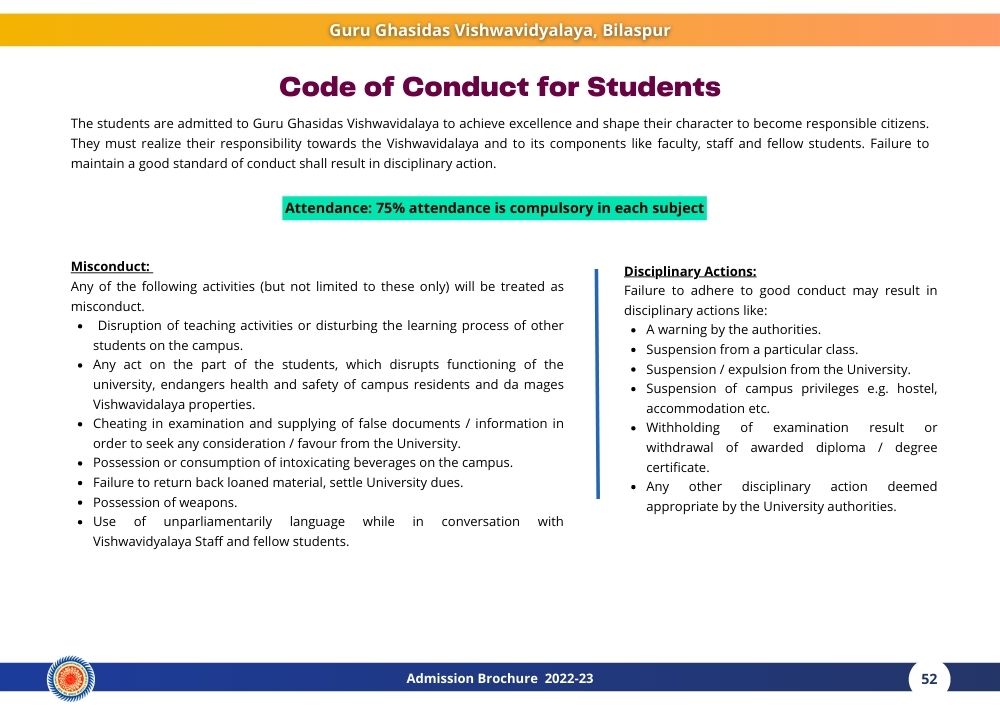 Guru Ghasidas Vishwavidyalaya, Bilaspur
Code of Conduct for Students
The students are admitted to Guru Ghasidas Vishwavidalaya to achieve excellence and shape their character to become responsible citizens.
They must realize their responsibility towards the Vishwavidalaya and to its components like faculty, staff and fellow students. Failure to
maintain a good standard of conduct shall result in disciplinary action.
Attendance: 75% attendance is compulsory in each subject
Misconduct:
Any of the following activities (but not limited to these only) will be treated as
misconduct.
• Disruption of teaching activities or disturbing the learning process of other
students on the campus.
• Any act on the part of the students, which disrupts functioning of the
university, endangers health and safety of campus residents and da mages
Vishwavidalaya properties.
• Cheating in examination and supplying of false documents / information in
order to seek any consideration / favour from the University.
• Possession or consumption of intoxicating beverages on the campus.
• Failure to return back loaned material, settle University dues.
• Possession of weapons.
• Use of unparliamentarily language while in conversation with
Vishwavidyalaya Staff and fellow students.
Disciplinary Actions:
Failure to adhere to good conduct may result in
disciplinary actions like:
• A warning by the authorities.
• Suspension from a particular class.
• Suspension / expulsion from the University.
• Suspension of campus privileges e.g. hostel,
accommodation etc.
• Withholding of examination result or
withdrawal of awarded diploma / degree
certificate.
• Any other disciplinary action deemed
appropriate by the University authorities.
Admission Brochure 2022-23
52